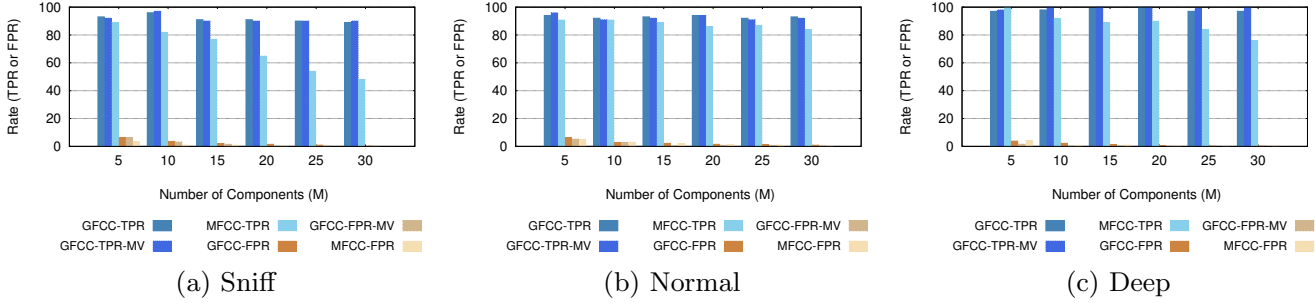 100
80
60
40
20
0
Rate (TPR or FPR)
5 10 15 20 25 30
Number of Components (M)
GFCC-TPR MFCC-TPR GFCC-FPR-MV
GFCC-TPR-MV GFCC-FPR MFCC-FPR
(a) Sniff
100
80
60
40
20
0
Rate (TPR or FPR)
5 10 15 20 25 30
Number of Components (M)
GFCC-TPR MFCC-TPR GFCC-FPR-MV
GFCC-TPR-MV GFCC-FPR MFCC-FPR
(b) Normal
100
80
60
40
20
0
Rate (TPR or FPR)
5 10 15 20 25 30
Number of Components (M)
GFCC-TPR MFCC-TPR GFCC-FPR-MV
GFCC-TPR-MV GFCC-FPR MFCC-FPR
(c) Deep